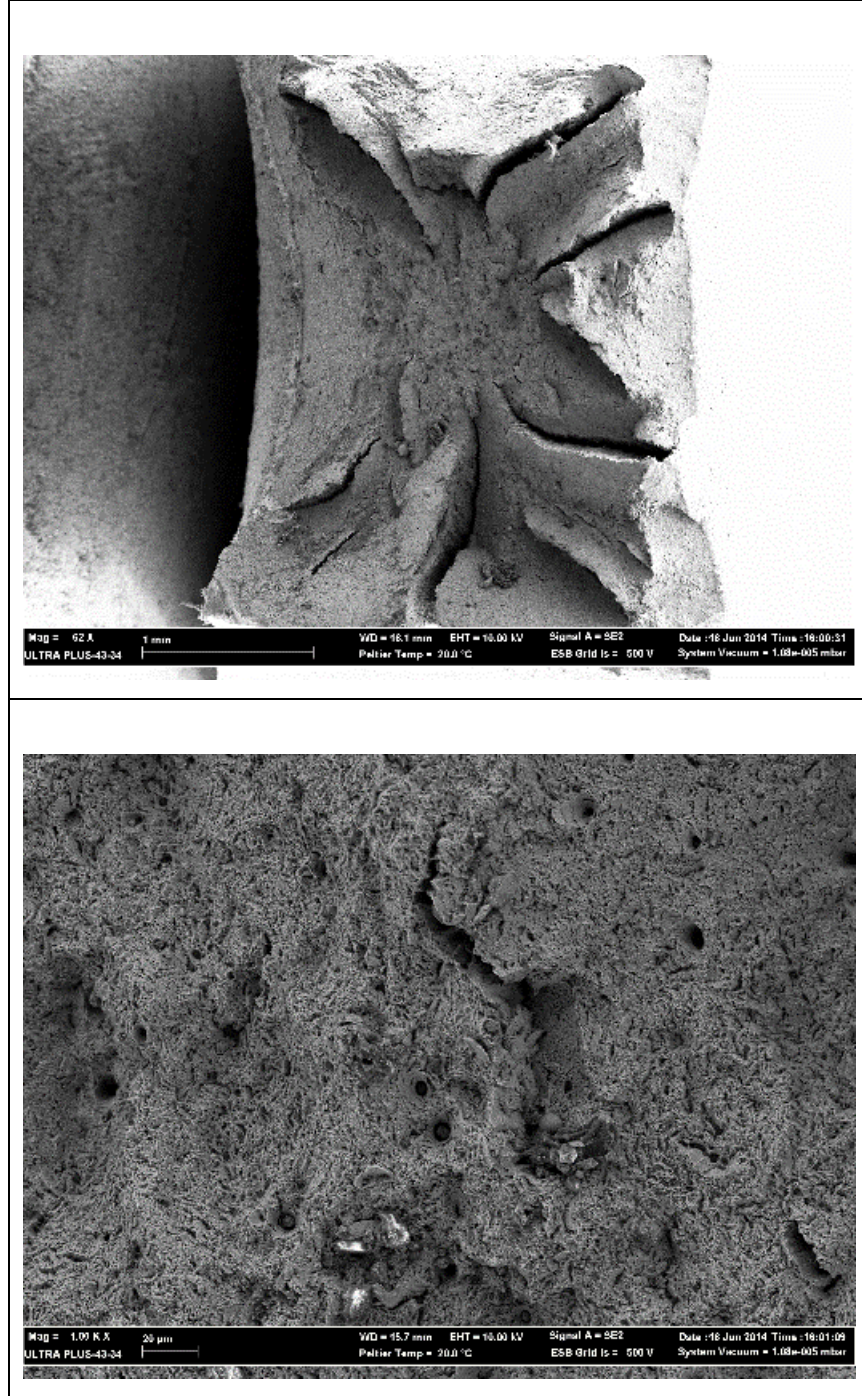 Mag = 62 X 1 mm WD = 16.1 mm EHT = 10.00 kV Signal A = SE2 Date :16 Jun 2014 Time :16:00:31
ULTRA PLUS-43-34 Peltier Temp = 20.0 °C ESB Grid is = 500 V System Vacuum = 1.08e-005 mbar
Mag = 1.00 K X 20 µm WD = 15.7 mm EHT = 10.00 kV Signal A = SE2 Date :16 Jun 2014 Time :16:01:09
ULTRA PLUS-43-34 Peltier Temp = 20.0 °C ESB Grid is = 500 V System Vacuum = 1.08e-005 mbar